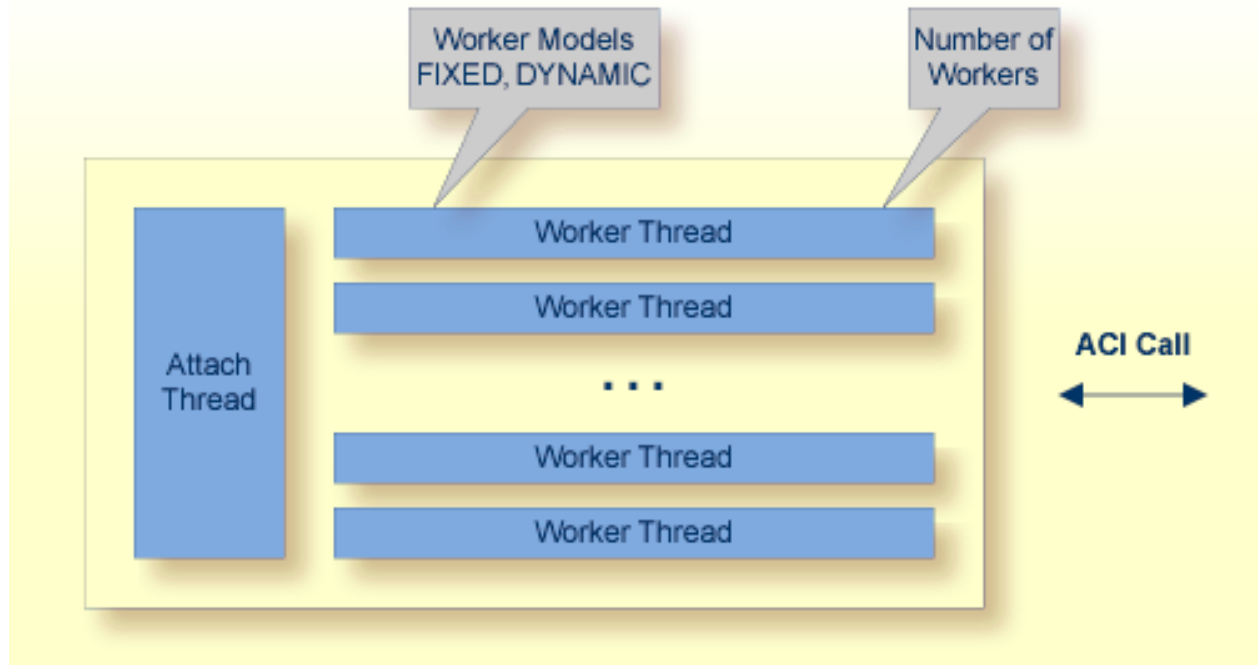 Worker Models
FIXED, DYNAMIC
Number of
Workers
Attach
Thread
Worker Thread
Worker Thread
...
Worker Thread
Worker Thread
ACI Call